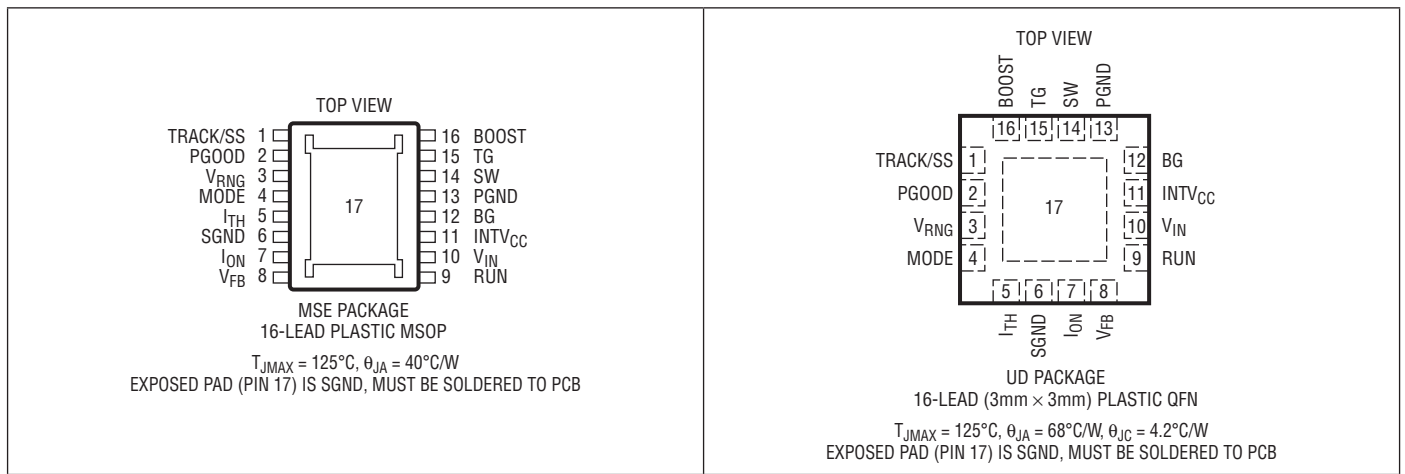 TOP VIEW
TRACK/SS 1
PGOOD 2
VRNG 3
MODE 4
ITH 5
SGND 6
ION 7
VFB 8
16 BOOST
15 TG
14 SW
13 PGND
12 BG
11 INTVCC
10 VIN
9 RUN
17
MSE PACKAGE
16-LEAD PLASTIC MSOP
TJMAX = 125°C, θJA = 40°C/W
EXPOSED PAD (PIN 17) IS SGND, MUST BE SOLDERED TO PCB
TOP VIEW
BOOST TG SW PGND
16 15 14 13
TRACK/SS 1
PGOOD 2
VRNG 3
MODE 4
17
12 BG
11 INTVCC
10 VIN
9 RUN
5 6 7 8
ITH SGND ION VFB
UD PACKAGE
16-LEAD (3mm × 3mm) PLASTIC QFN
TJMAX = 125°C, θJA = 68°C/W, θJC = 4.2°C/W
EXPOSED PAD (PIN 17) IS SGND, MUST BE SOLDERED TO PCB